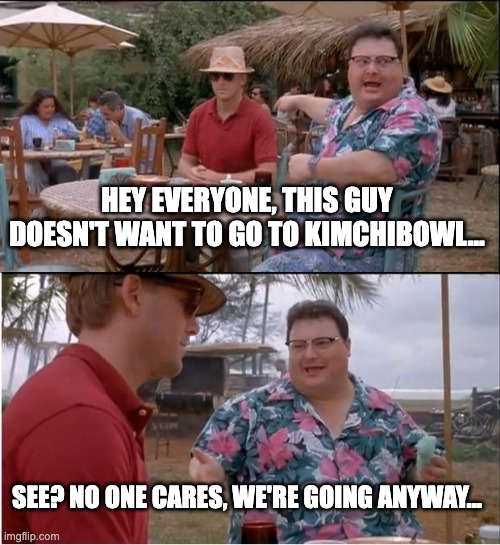 HEY EVERYONE, THIS GUY
DOESN'T WANT TO GO TO KIMCHIBOWL...
SEE? NO ONE CARES, WE'RE GOING ANYWAY...
imgflip.com